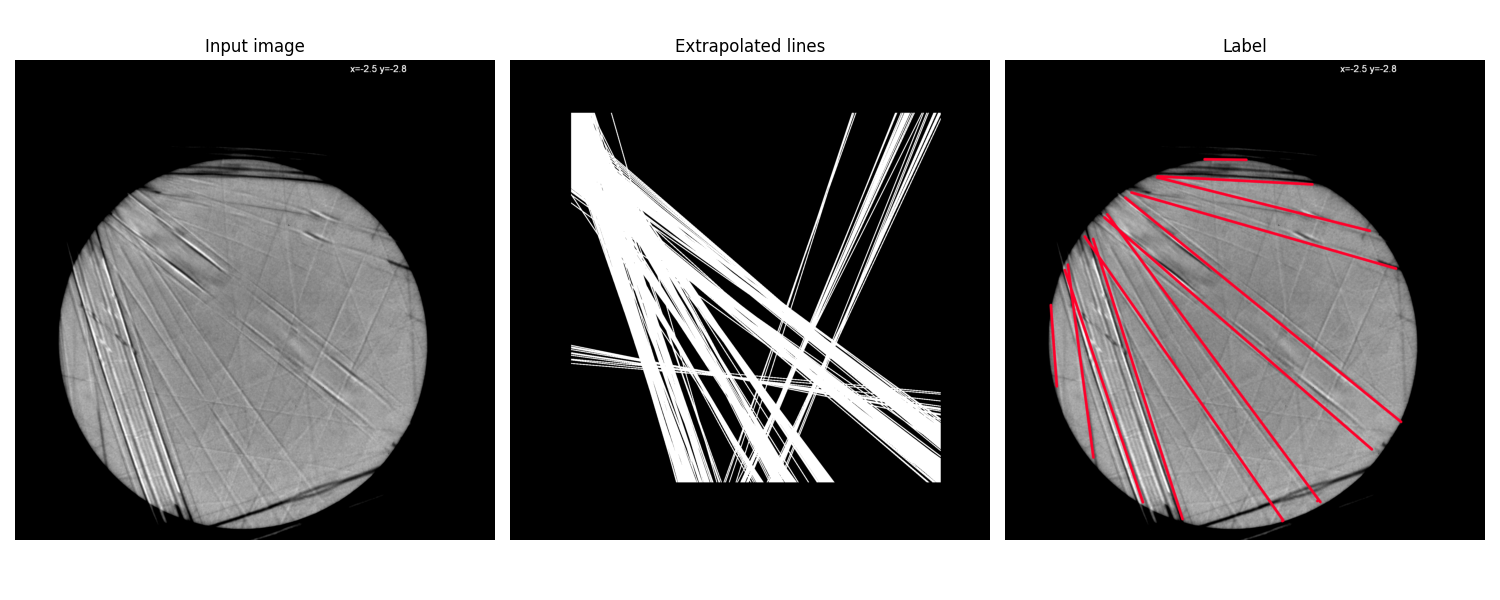 Input image
Extrapolated lines
Label
x=-2.5 y=-2.8
x=-2.5 y=-2.8